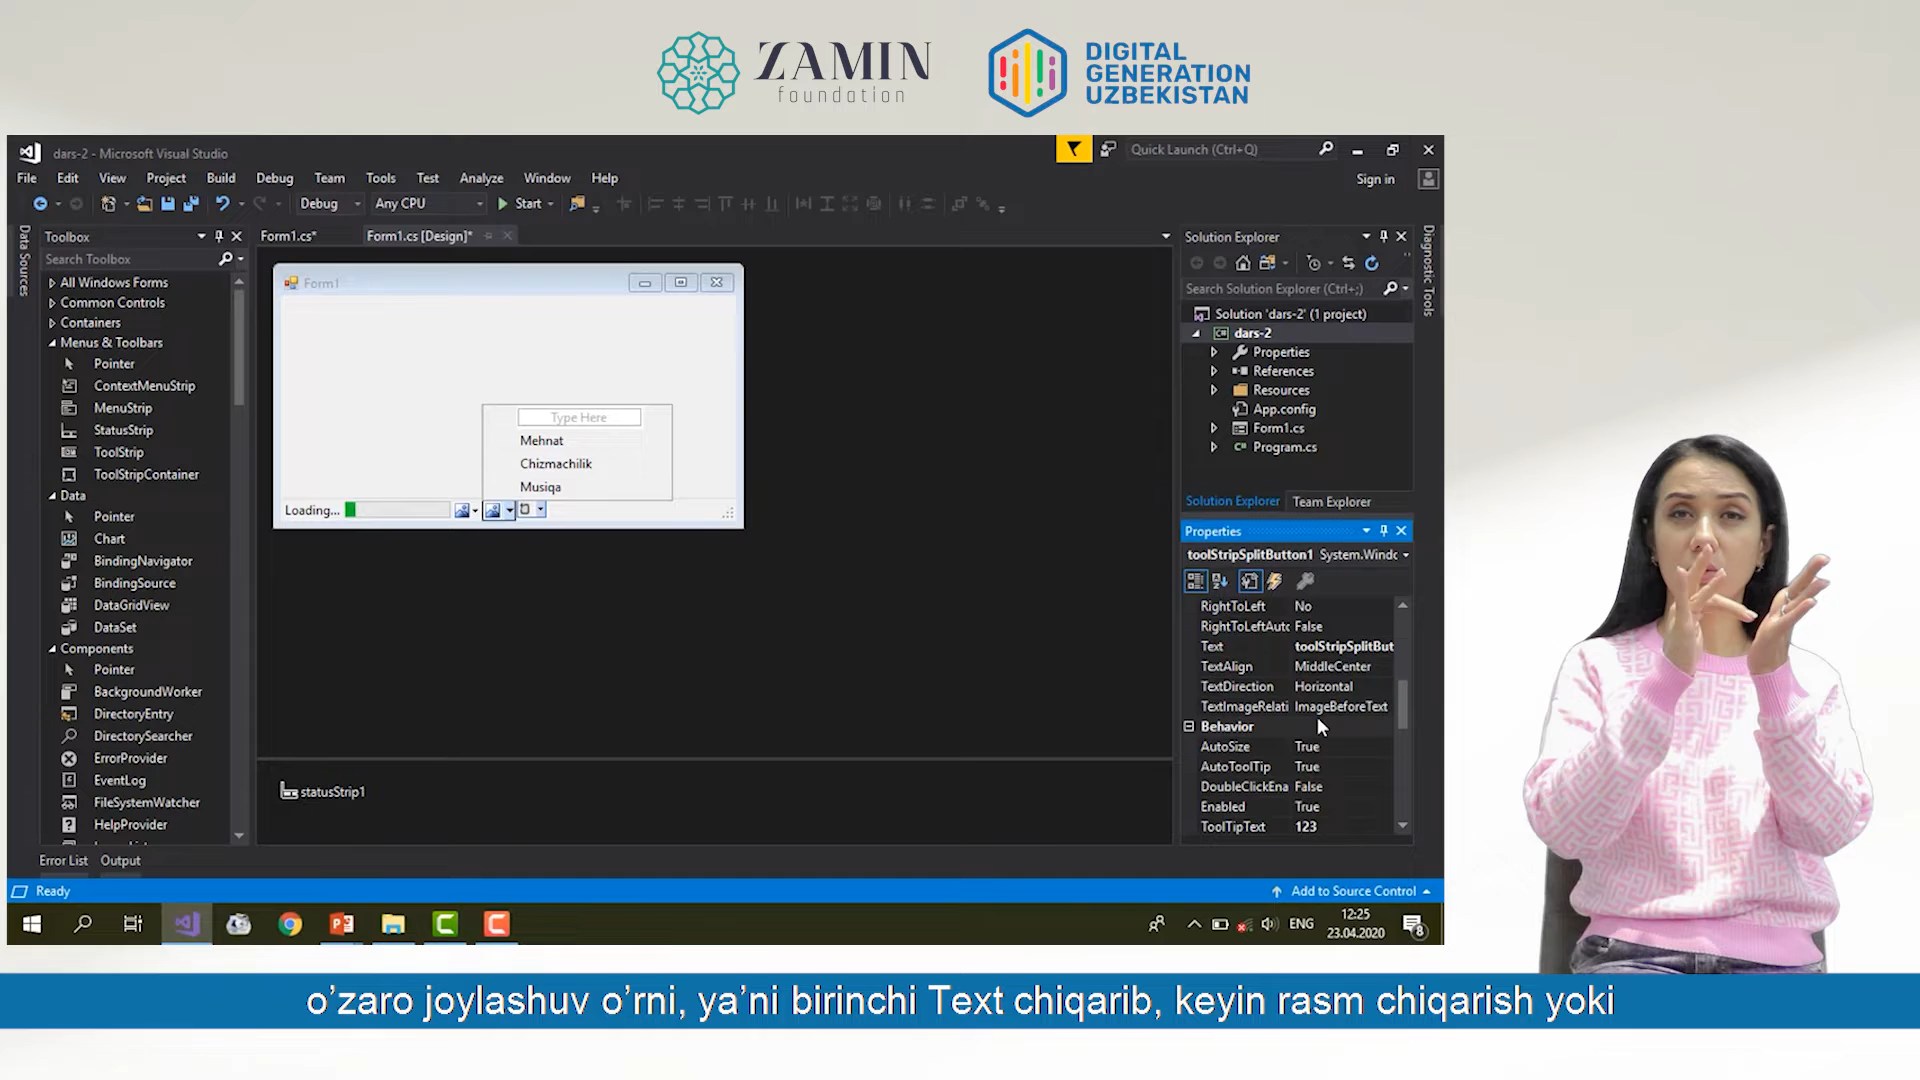 ZAMIN
foundation
DIGITAL
GENERATION
UZBEKISTAN
dars-2 - Microsoft Visual Studio
Quick Launch (Ctrl+Q)
File Edit View Project Build Debug Team Tools Test Analyze Window Help
Sign in
Debug Any CPU Start
Data Sources
Toolbox
Search Toolbox
All Windows Forms
Common Controls
Containers
Menus & Toolbars
Pointer
ContextMenuStrip
MenuStrip
StatusStrip
ToolStrip
ToolStripContainer
Data
Pointer
Chart
BindingNavigator
BindingSource
DataGridView
DataSet
Components
Pointer
BackgroundWorker
DirectoryEntry
DirectorySearcher
ErrorProvider
EventLog
FileSystemWatcher
HelpProvider
Form1.cs* Form1.cs [Design]*
Form1
Type Here
Mehnat
Chizmachilik
Musiqa
Loading...
statusStrip1
Solution Explorer
Search Solution Explorer (Ctrl+;)
Solution 'dars-2' (1 project)
dars-2
Properties
References
Resources
App.config
Form1.cs
Program.cs
Solution Explorer Team Explorer
Diagnostic Tools
Properties
toolStripSplitButton1 System.Windo
RightToLeft No
RightToLeftAuto False
Text toolStripSplitBut
TextAlign MiddleCenter
TextDirection Horizontal
TextImageRelati ImageBeforeText
Behavior
AutoSize True
AutoToolTip True
DoubleClickEna False
Enabled True
ToolTipText 123
Error List Output
Ready
Add to Source Control
ENG
12:25
23.04.2020
8
o’zaro joylashuv o’rni, ya’ni birinchi Text chiqarib, keyin rasm chiqarish yoki